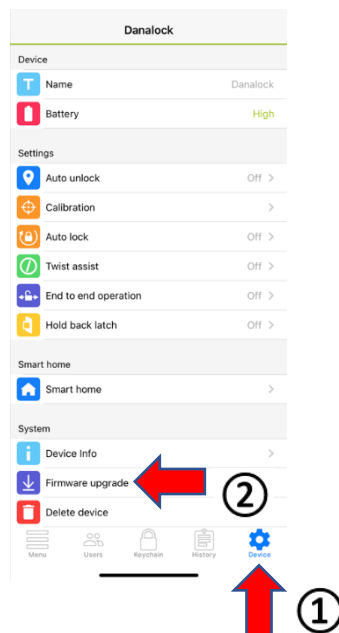 Danalock
Device
T Name Danalock
Battery High
Settings
Auto unlock Off >
Calibration >
Auto lock Off >
Twist assist Off >
End to end operation Off >
Hold back latch Off >
Smart home
Smart home >
System
i Device Info >
Firmware upgrade
②
Delete device
Menu Users Keychain History Device
①